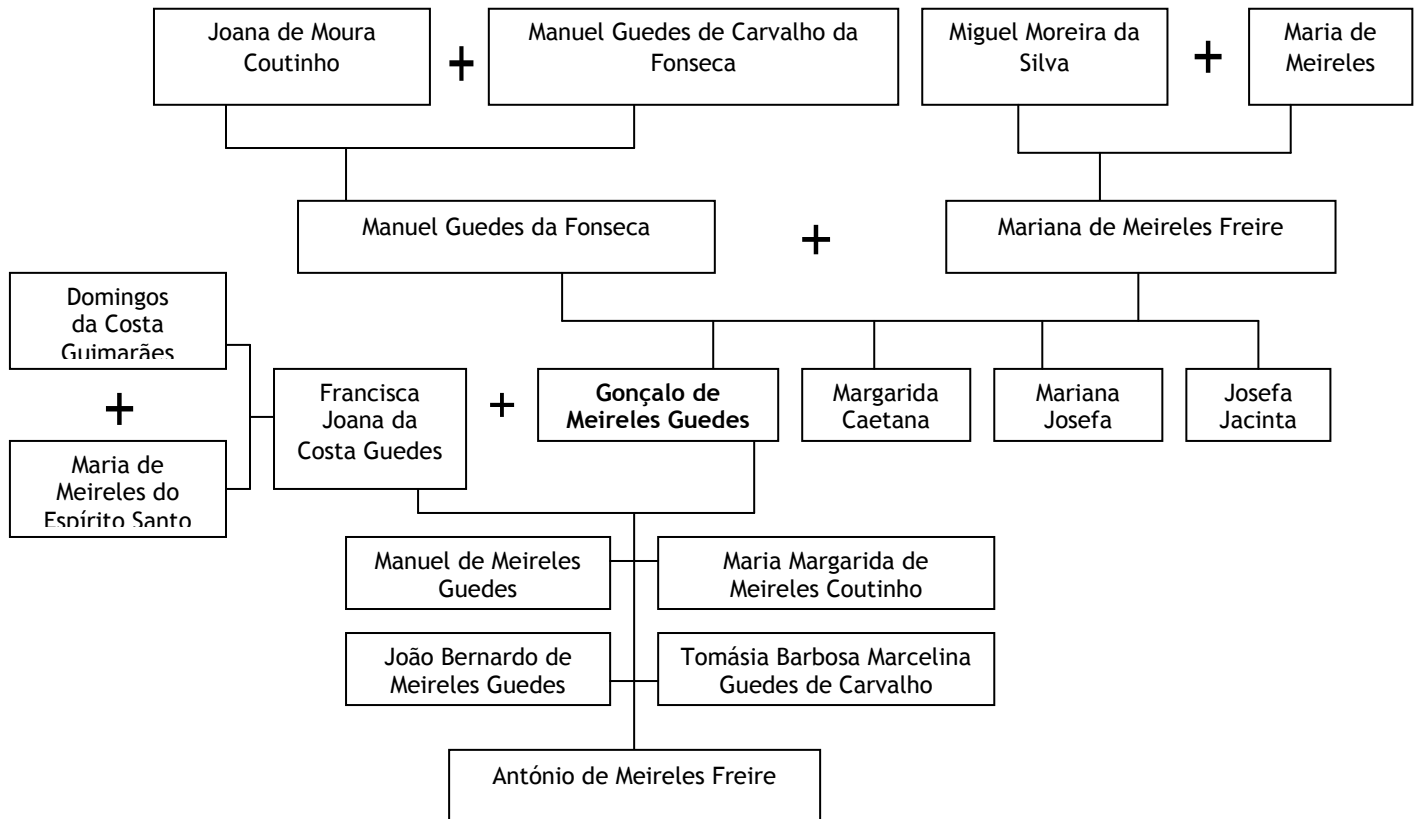 Joana de Moura
Coutinho
+
Manuel Guedes de Carvalho da
Fonseca
Miguel Moreira da
Silva
+
Maria de
Meireles
Manuel Guedes da Fonseca
+
Mariana de Meireles Freire
Domingos
da Costa
Guimarães
+
Maria de
Meireles do
Espírito Santo
Francisca
Joana da
Costa Guedes
+
Gonçalo de
Meireles Guedes
Margarida
Caetana
Mariana
Josefa
Josefa
Jacinta
Manuel de Meireles
Guedes
Maria Margarida de
Meireles Coutinho
João Bernardo de
Meireles Guedes
Tomásia Barbosa Marcelina
Guedes de Carvalho
António de Meireles Freire